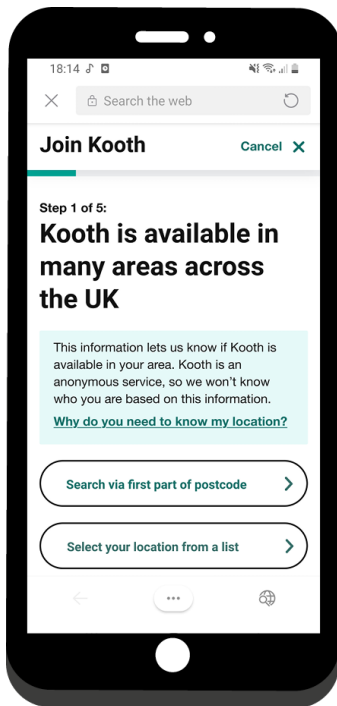 18:14
Search the web
Join Kooth
Cancel
Step 1 of 5:
Kooth is available in
many areas across
the UK
This information lets us know if Kooth is
available in your area. Kooth is an
anonymous service, so we won't know
who you are based on this information.
Why do you need to know my location?
Search via first part of postcode
Select your location from a list